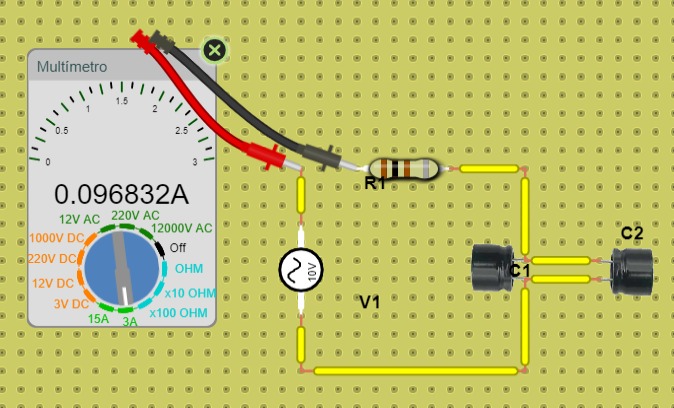 Multímetro
0
0.5
1
1.5
2
2.5
3
0.096832A
12V AC
220V AC
12000V AC
1000V DC
Off
220V DC
OHM
12V DC
x10 OHM
3V DC
x100 OHM
15A
3A
R1
10V
V1
C1
C2